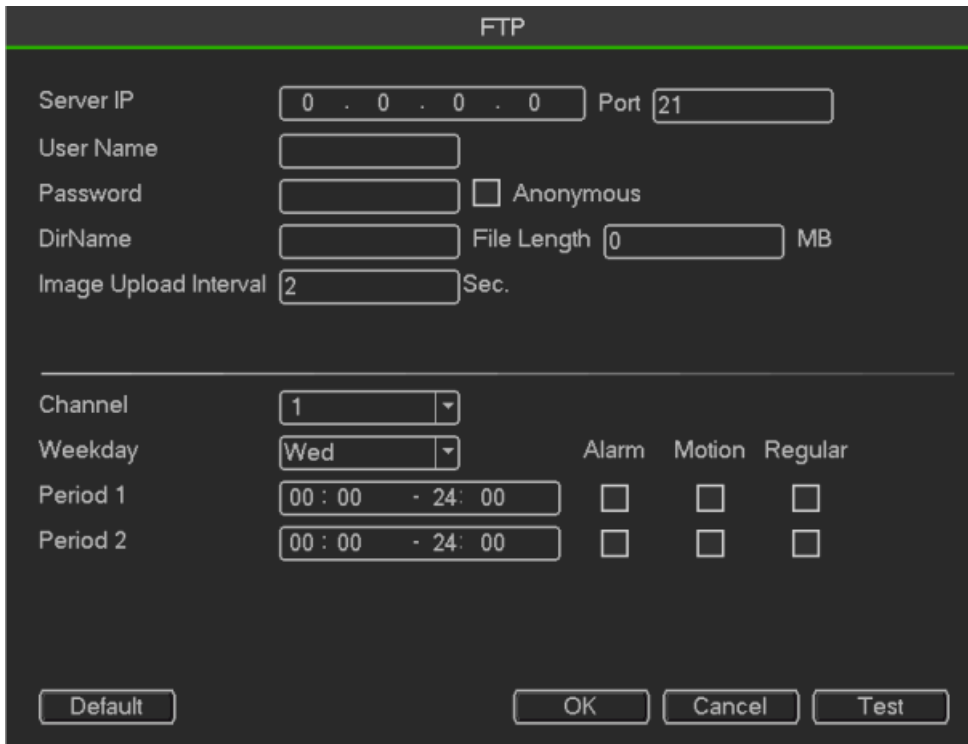 FTP
Server IP 0 . 0 . 0 . 0 Port 21
User Name
Password Anonymous
DirName File Length 0 MB
Image Upload Interval 2 Sec.
Channel 1
Weekday Wed Alarm Motion Regular
Period 1 00 : 00 - 24: 00
Period 2 00 : 00 - 24: 00
Default OK Cancel Test